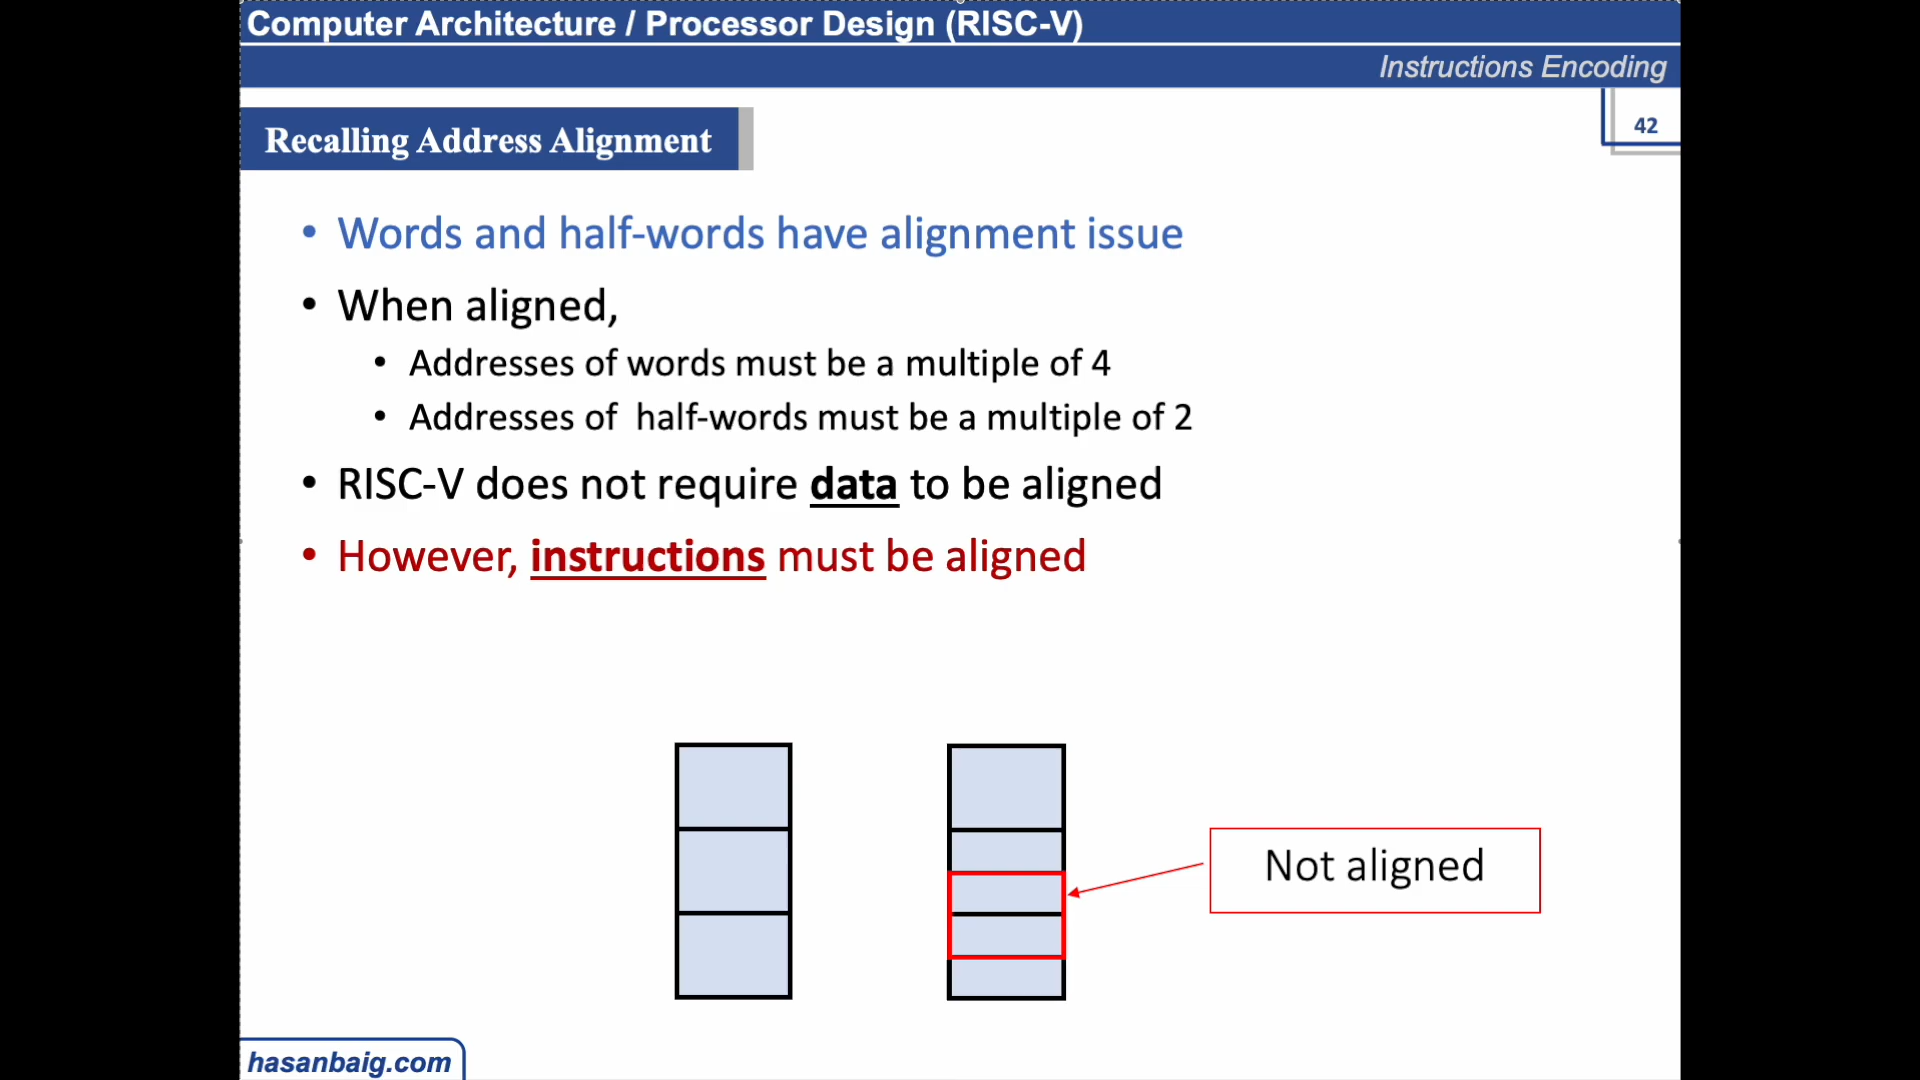 Computer Architecture / Processor Design (RISC-V)
Instructions Encoding
42
Recalling Address Alignment
• Words and half-words have alignment issue
• When aligned,
• Addresses of words must be a multiple of 4
• Addresses of half-words must be a multiple of 2
• RISC-V does not require data to be aligned
• However, instructions must be aligned
Not aligned
hasanbaig.com